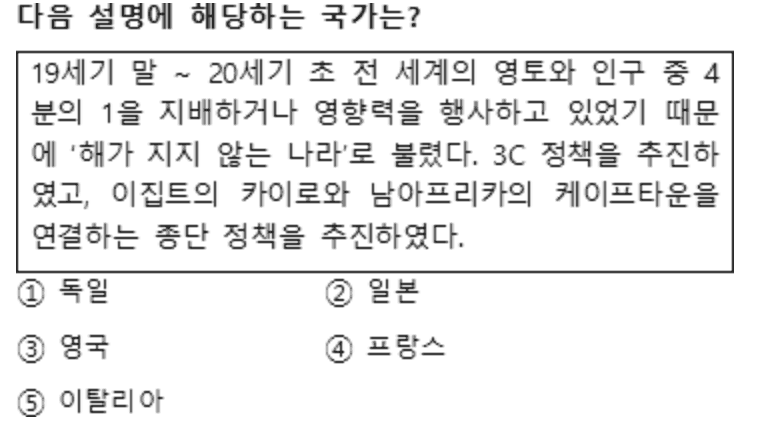 다음 설명에 해당하는 국가는?
19세기 말 ~ 20세기 초 전 세계의 영토와 인구 중 4
분의 1을 지배하거나 영향력을 행사하고 있었기 때문
에 '해가 지지 않는 나라'로 불렸다. 3C 정책을 추진하
였고, 이집트의 카이로와 남아프리카의 케이프타운을
연결하는 종단 정책을 추진하였다.
① 독일 ② 일본
③ 영국 ④ 프랑스
⑤ 이탈리아